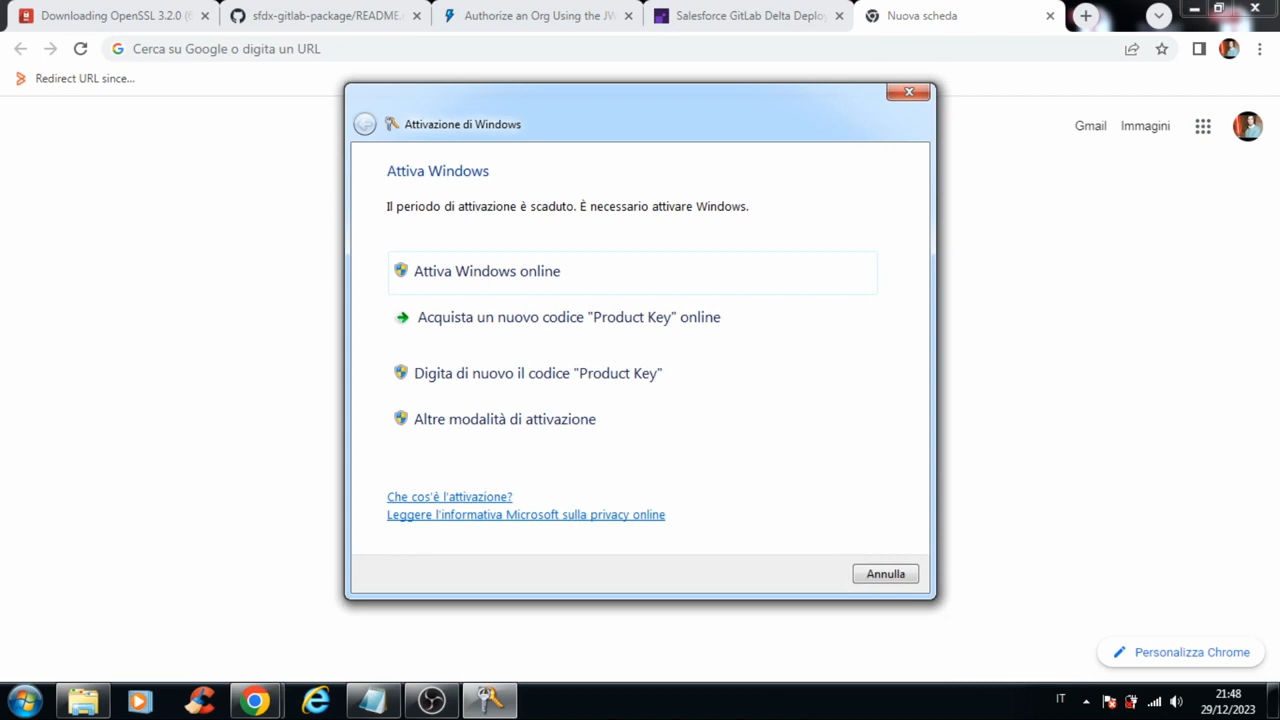 Downloading OpenSSL 3.2.0 (
sfdx-gitlab-package/README
Authorize an Org Using the JW
Salesforce GitLab Delta Deploy
Nuova scheda
Cerca su Google o digita un URL
Redirect URL since...
Gmail
Immagini
Attivazione di Windows
Attiva Windows
Il periodo di attivazione è scaduto. È necessario attivare Windows.
Attiva Windows online
Acquista un nuovo codice "Product Key" online
Digita di nuovo il codice "Product Key"
Altre modalità di attivazione
Che cos'è l'attivazione?
Leggere l'informativa Microsoft sulla privacy online
Annulla
Personalizza Chrome
IT
21:48
29/12/2023